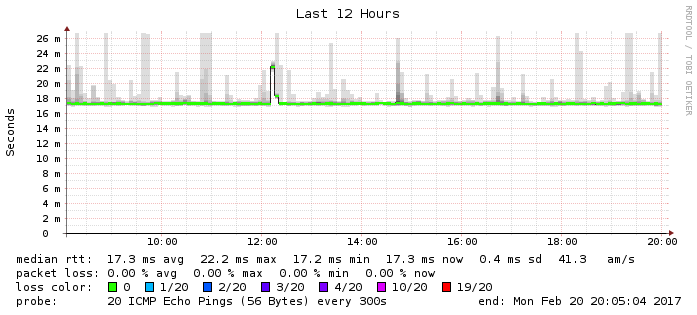 Last 12 Hours
RRDTOOL / TOBI OETIKER
Seconds
26 m
24 m
22 m
20 m
18 m
16 m
14 m
12 m
10 m
8 m
6 m
4 m
2 m
0
10:00 12:00 14:00 16:00 18:00 20:00
median rtt: 17.3 ms avg 22.2 ms max 17.2 ms min 17.3 ms now 0.4 ms sd 41.3 am/s
packet loss: 0.00 % avg 0.00 % max 0.00 % min 0.00 % now
loss color: 0 1/20 2/20 3/20 4/20 10/20 19/20
probe: 20 ICMP Echo Pings (56 Bytes) every 300s end: Mon Feb 20 20:05:04 2017